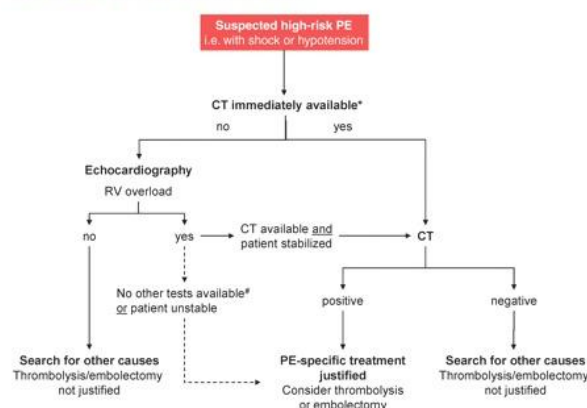 Suspected high-risk PE
i.e. with shock or hypotension
CT immediately available*
no
yes
Echocardiography
RV overload
no
yes
CT available and
patient stabilized
CT
No other tests available#
or patient unstable
positive
negative
Search for other causes
Thrombolysis/embolectomy
not justified
PE-specific treatment
justified
Consider thrombolysis
or embolectomy
Search for other causes
Thrombolysis/embolectomy
not justified